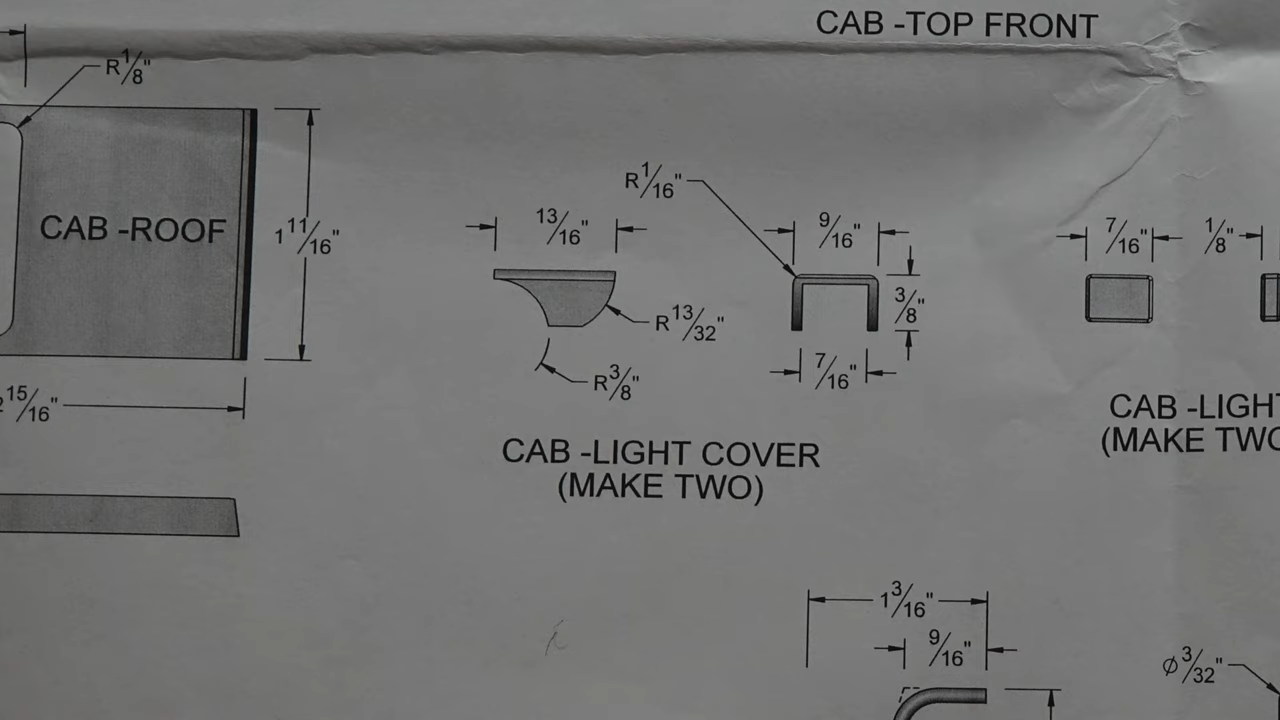 CAB -TOP FRONT
R1/8"
CAB -ROOF
1 11/16"
15/16"
13/16"
R13/32"
R3/8"
R1/16"
9/16"
3/8"
7/16"
CAB -LIGHT COVER
(MAKE TWO)
7/16"
1/8"
CAB -LIGHT
(MAKE TWO
1 3/16"
9/16"
Ø3/32"